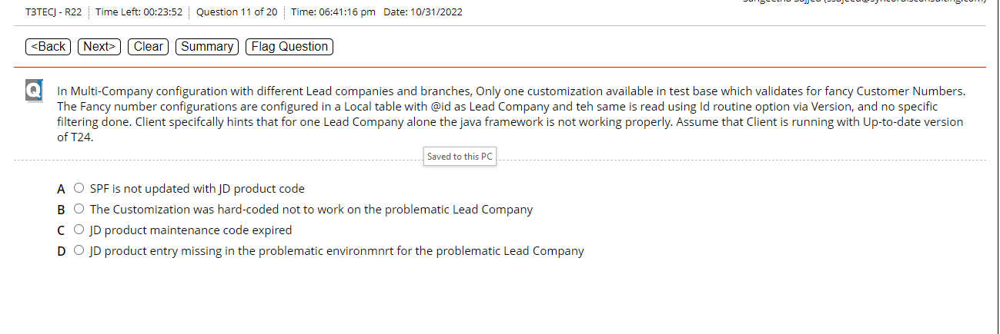 T3TECJ - R22 Time Left: 00:23:52 Question 11 of 20 Time: 06:41:16 pm Date: 10/31/2022
<Back Next> Clear Summary Flag Question
Q
In Multi-Company configuration with different Lead companies and branches, Only one customization available in test base which validates for fancy Customer Numbers.
The Fancy number configurations are configured in a Local table with @id as Lead Company and teh same is read using Id routine option via Version, and no specific
filtering done. Client specifcally hints that for one Lead Company alone the java framework is not working properly. Assume that Client is running with Up-to-date version
of T24.
Saved to this PC
A SPF is not updated with JD product code
B The Customization was hard-coded not to work on the problematic Lead Company
C JD product maintenance code expired
D JD product entry missing in the problematic environmnrt for the problematic Lead Company